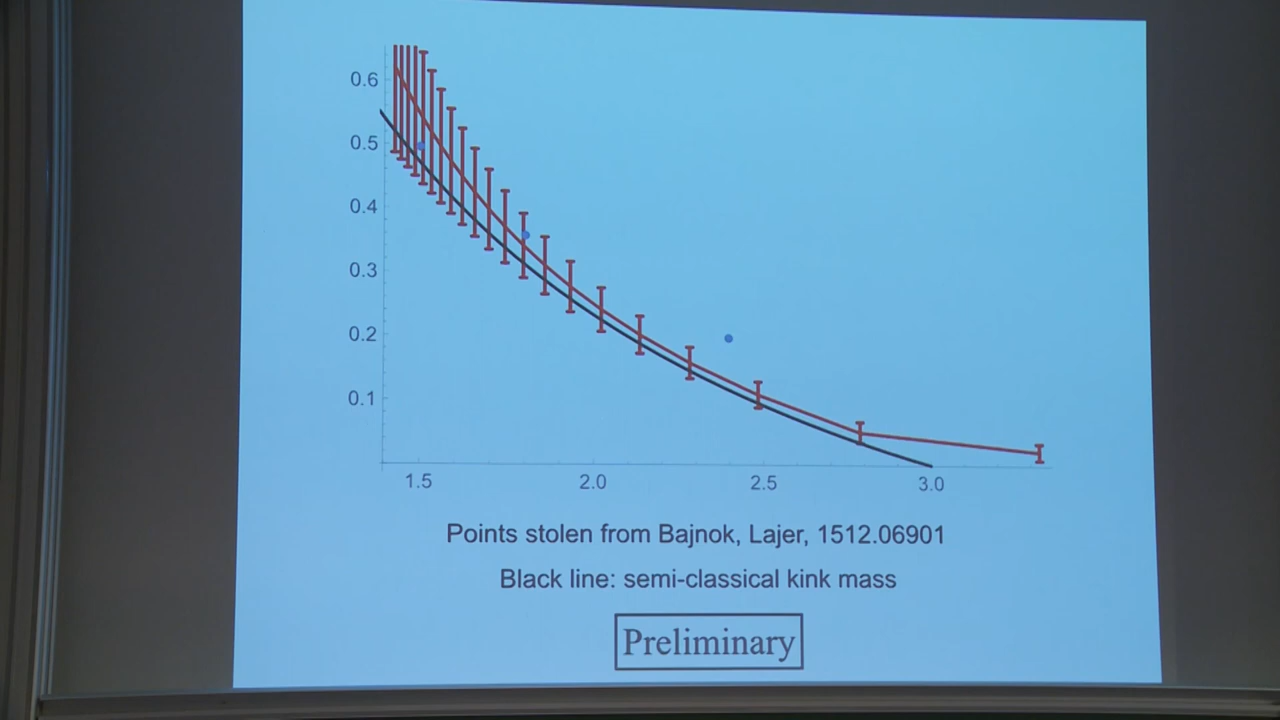 0.6
0.5
0.4
0.3
0.2
0.1
1.5 2.0 2.5 3.0
Points stolen from Bajnok, Lajer, 1512.06901
Black line: semi-classical kink mass
Preliminary